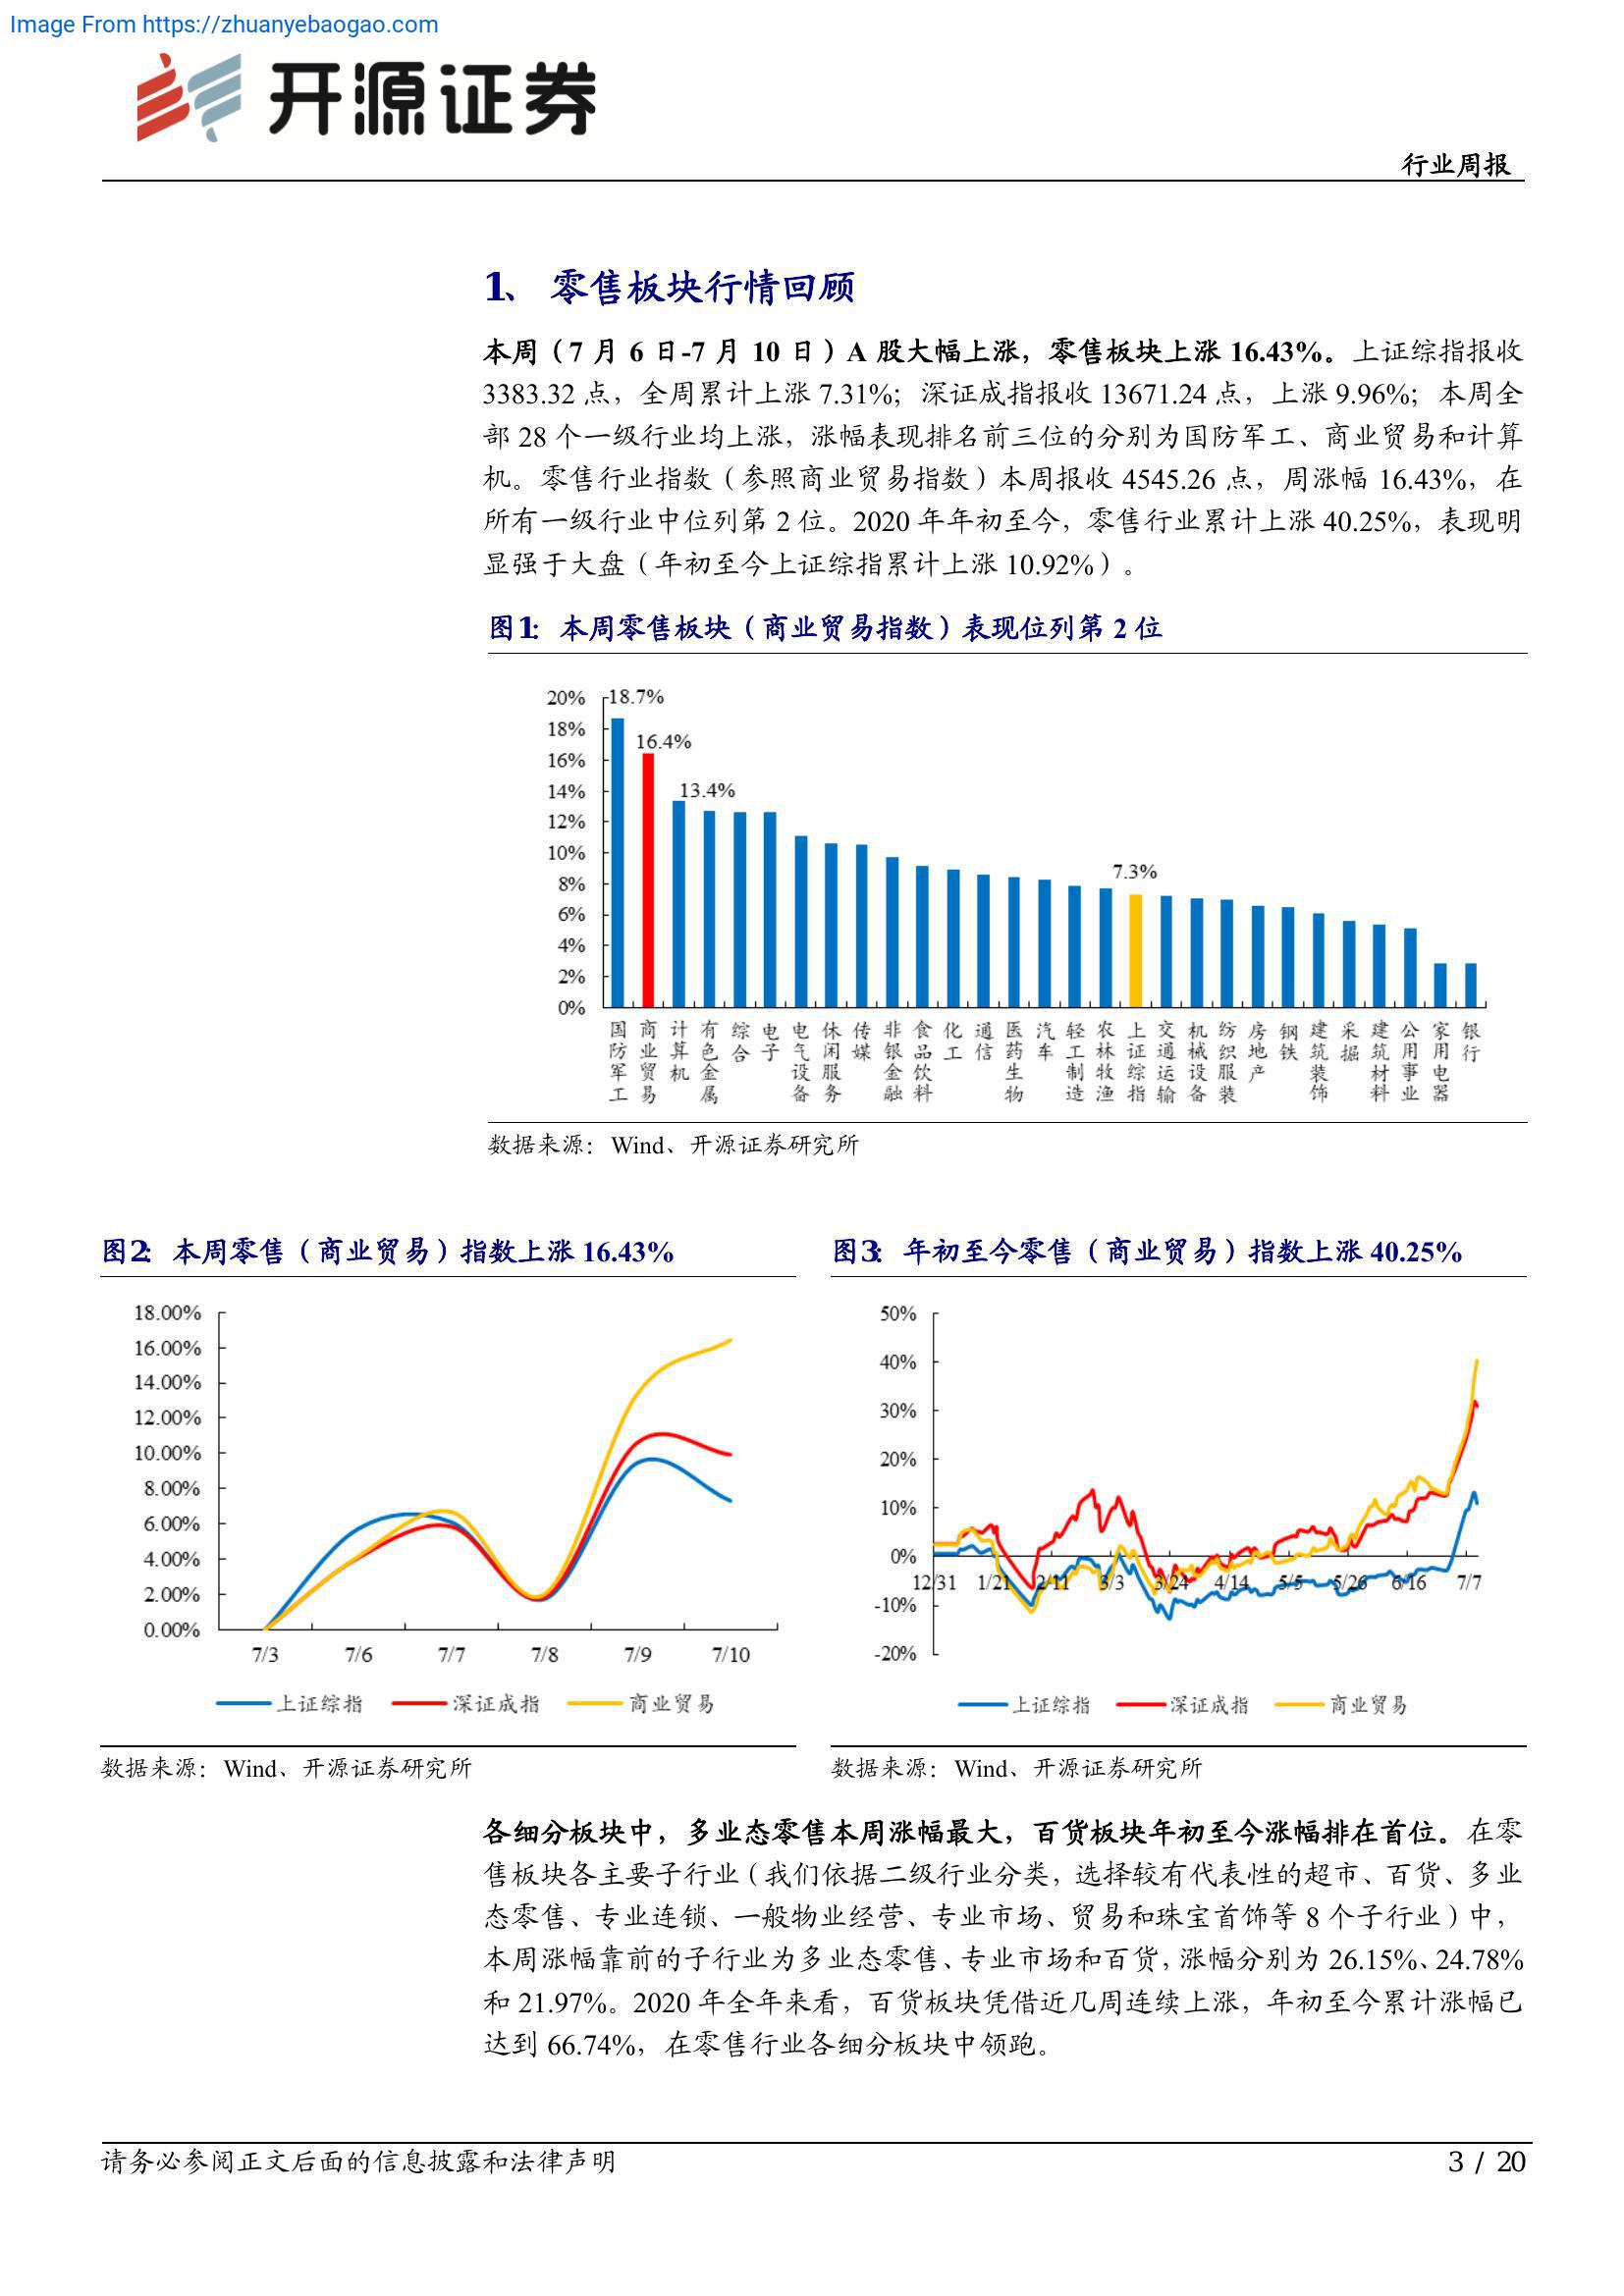 Image From https://zhuanyebaogao.com
开源证券
行业周报
1、 零售板块行情回顾
本周（7 月 6 日-7 月 10 日）A 股大幅上涨，零售板块上涨 16.43%。上证综指报收
3383.32 点，全周累计上涨 7.31%；深证成指报收 13671.24 点，上涨 9.96%；本周全
部 28 个一级行业均上涨，涨幅表现排名前三位的分别为国防军工、商业贸易和计算
机。零售行业指数（参照商业贸易指数）本周报收 4545.26 点，周涨幅 16.43%，在
所有一级行业中位列第 2 位。2020 年年初至今，零售行业累计上涨 40.25%，表现明
显强于大盘（年初至今上证综指累计上涨 10.92%）。
图1： 本周零售板块（商业贸易指数）表现位列第 2 位
20%
18%
16%
14%
12%
10%
8%
6%
4%
2%
0%
18.7%
16.4%
13.4%
7.3%
国防军工
商业贸易
计算机
有色金属
综合
电子
电气设备
休闲服务
传媒
非银金融
食品饮料
化工
通信
医药生物
汽车
轻工制造
农林牧渔
上证综指
交通运输
机械设备
纺织服装
房地产
钢铁
建筑装饰
采掘
建筑材料
公用事业
家用电器
银行
数据来源：Wind、开源证券研究所
图2： 本周零售（商业贸易）指数上涨 16.43%
18.00%
16.00%
14.00%
12.00%
10.00%
8.00%
6.00%
4.00%
2.00%
0.00%
7/3 7/6 7/7 7/8 7/9 7/10
上证综指 深证成指 商业贸易
数据来源：Wind、开源证券研究所
图3： 年初至今零售（商业贸易）指数上涨 40.25%
50%
40%
30%
20%
10%
0%
-10%
-20%
12/31 1/21 2/11 3/3 3/24 4/14 5/5 5/26 6/16 7/7
上证综指 深证成指 商业贸易
数据来源：Wind、开源证券研究所
各细分板块中，多业态零售本周涨幅最大，百货板块年初至今涨幅排在首位。在零
售板块各主要子行业（我们依据二级行业分类，选择较有代表性的超市、百货、多业
态零售、专业连锁、一般物业经营、专业市场、贸易和珠宝首饰等 8 个子行业）中，
本周涨幅靠前的子行业为多业态零售、专业市场和百货，涨幅分别为 26.15%、24.78%
和 21.97%。2020 年全年来看，百货板块凭借近几周连续上涨，年初至今累计涨幅已
达到 66.74%，在零售行业各细分板块中领跑。
请务必参阅正文后面的信息披露和法律声明
3 / 20